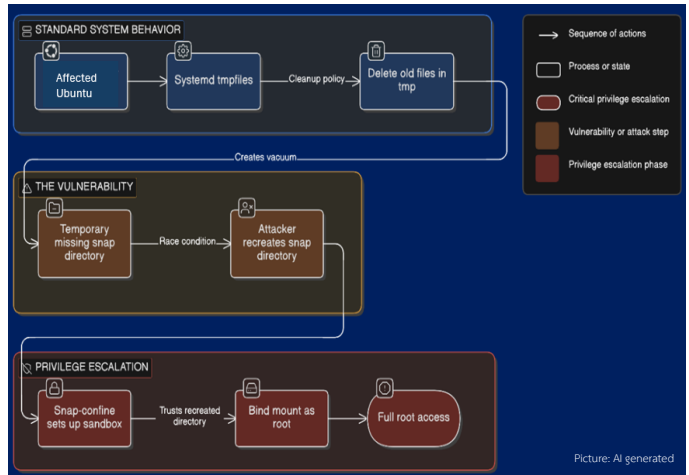 STANDARD SYSTEM BEHAVIOR
Affected
Ubuntu
Systemd tmpfiles
Cleanup policy
Delete old files in
tmp
Creates vacuum
THE VULNERABILITY
Temporary
missing snap
directory
Race condition
Attacker
recreates snap
directory
PRIVILEGE ESCALATION
Snap-confine
sets up sandbox
Trusts recreated
directory
Bind mount as
root
Full root access
Sequence of actions
Process or state
Critical privilege escalation
Vulnerability or attack step
Privilege escalation phase
Picture: AI generated